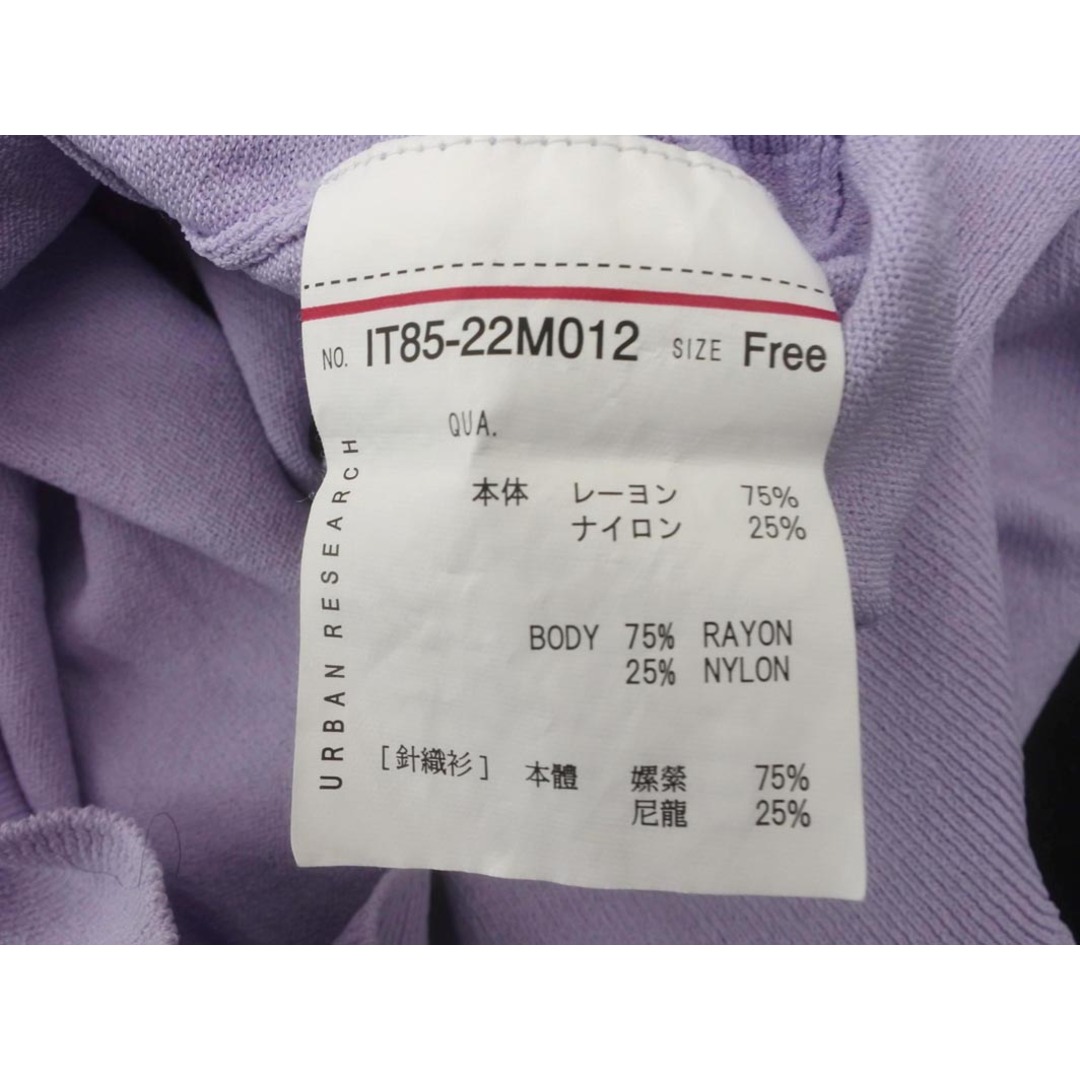 NO. IT85-22M012 SIZE Free
QUA.
本体 レーヨン 75%
ナイロン 25%
BODY 75% RAYON
25% NYLON
[針織衫] 本體 嫘縈 75%
尼龍 25%
URBAN RESEARCH